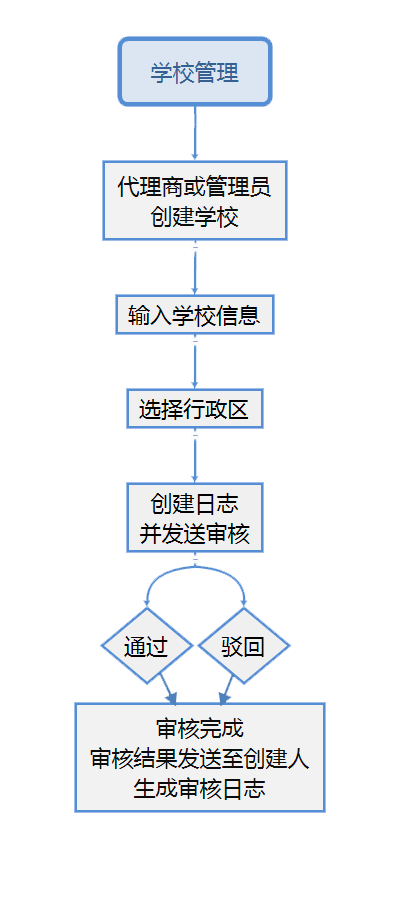 学校管理
代理商或管理员
创建学校
输入学校信息
选择行政区
创建日志
并发送审核
通过
驳回
审核完成
审核结果发送至创建人
生成审核日志